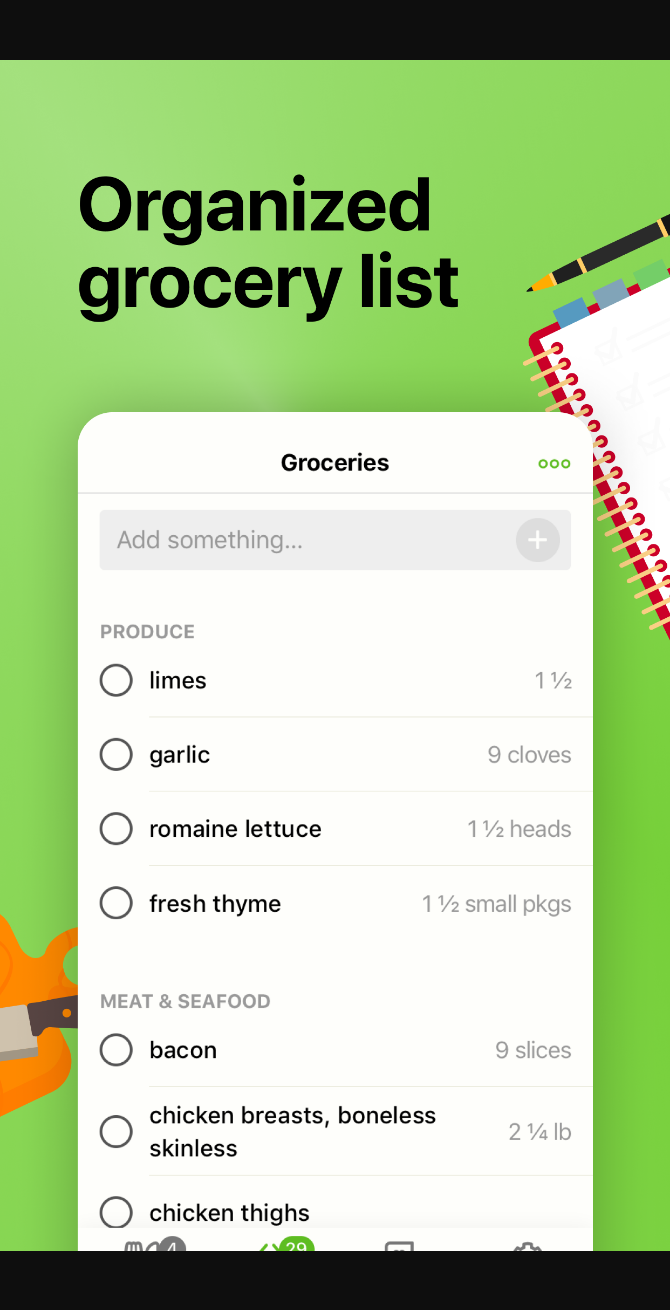 Organized
grocery list
Groceries
Add something...
PRODUCE
limes 1 ½
garlic 9 cloves
romaine lettuce 1 ½ heads
fresh thyme 1 ½ small pkgs
MEAT & SEAFOOD
bacon 9 slices
chicken breasts, boneless
skinless 2 ¼ lb
chicken thighs
4 29